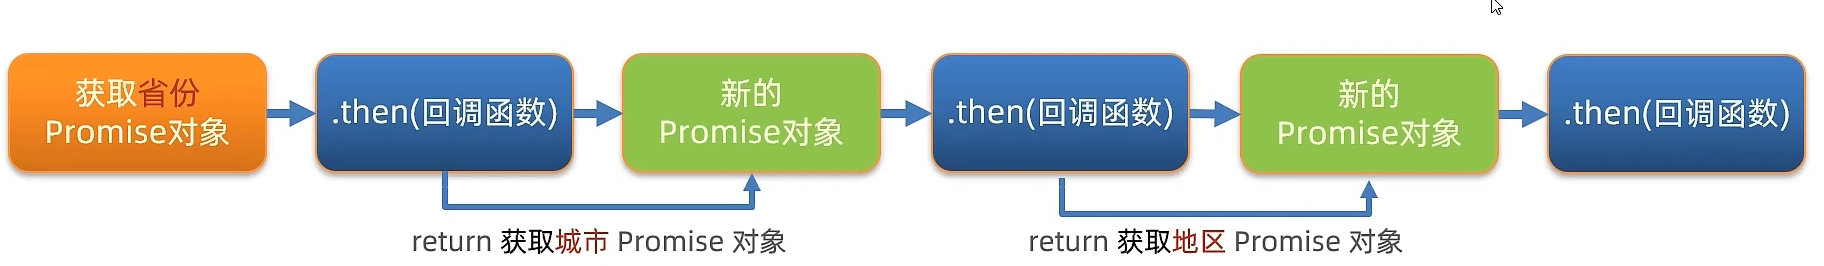 获取省份
Promise对象
.then(回调函数)
新的
Promise对象
.then(回调函数)
新的
Promise对象
.then(回调函数)
return 获取城市 Promise 对象
return 获取地区 Promise 对象